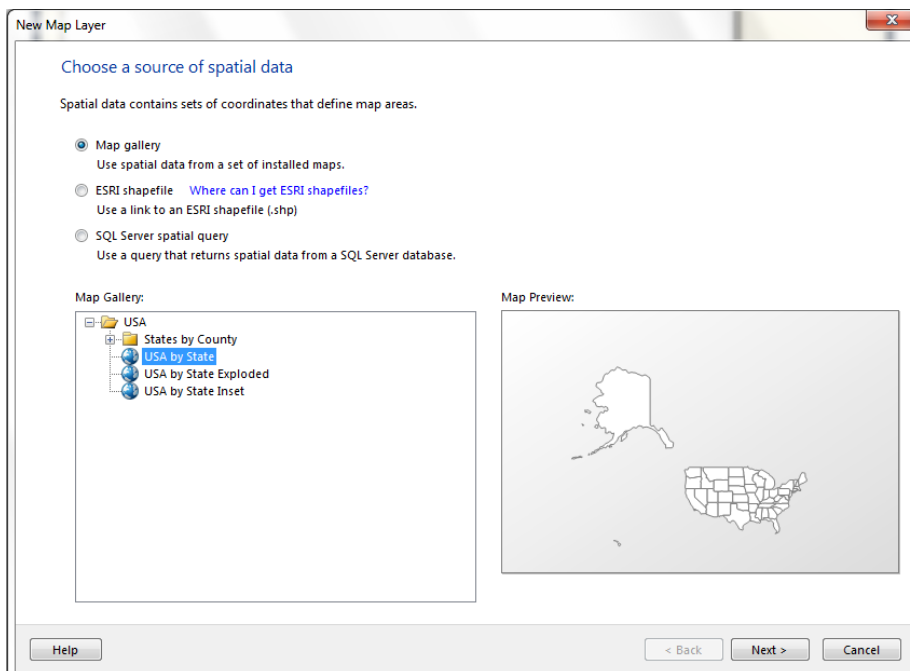 New Map Layer
Choose a source of spatial data
Spatial data contains sets of coordinates that define map areas.
Map gallery
Use spatial data from a set of installed maps.
ESRI shapefile Where can I get ESRI shapefiles?
Use a link to an ESRI shapefile (.shp)
SQL Server spatial query
Use a query that returns spatial data from a SQL Server database.
Map Gallery:
USA
States by County
USA by State
USA by State Exploded
USA by State Inset
Map Preview:
Help
< Back
Next >
Cancel